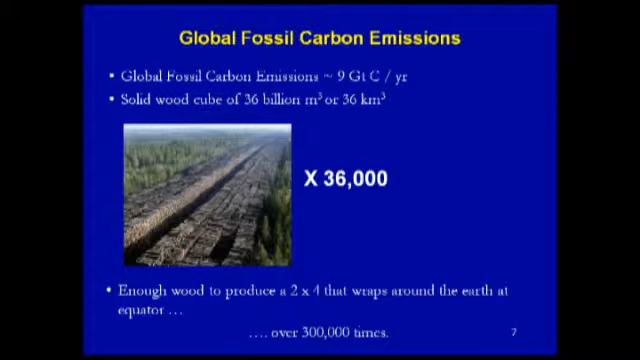 Global Fossil Carbon Emissions
• Global Fossil Carbon Emissions ~ 9 Gt C / yr
• Solid wood cube of 36 billion m³ or 36 km³
X 36,000
• Enough wood to produce a 2 x 4 that wraps around the earth at
equator …
…. over 300,000 times.
7